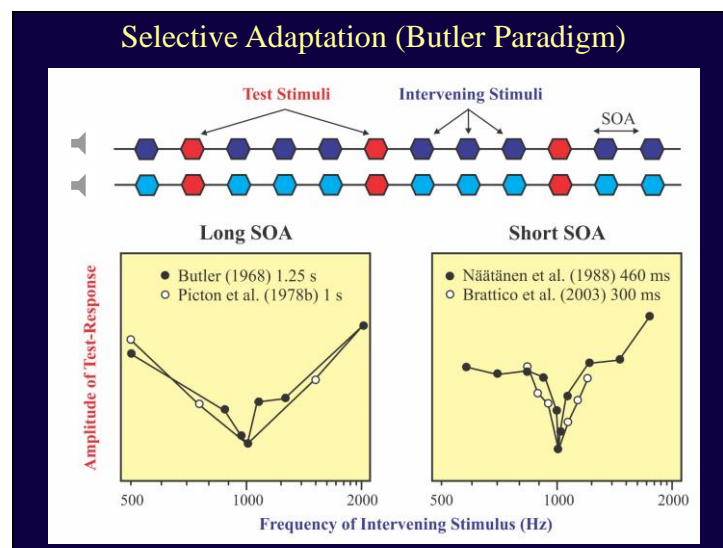 Selective Adaptation (Butler Paradigm)
Test Stimuli
Intervening Stimuli
SOA
Long SOA
Short SOA
Amplitude of Test-Response
Butler (1968) 1.25 s
Picton et al. (1978b) 1 s
Näätänen et al. (1988) 460 ms
Brattico et al. (2003) 300 ms
500
1000
2000
500
1000
2000
Frequency of Intervening Stimulus (Hz)